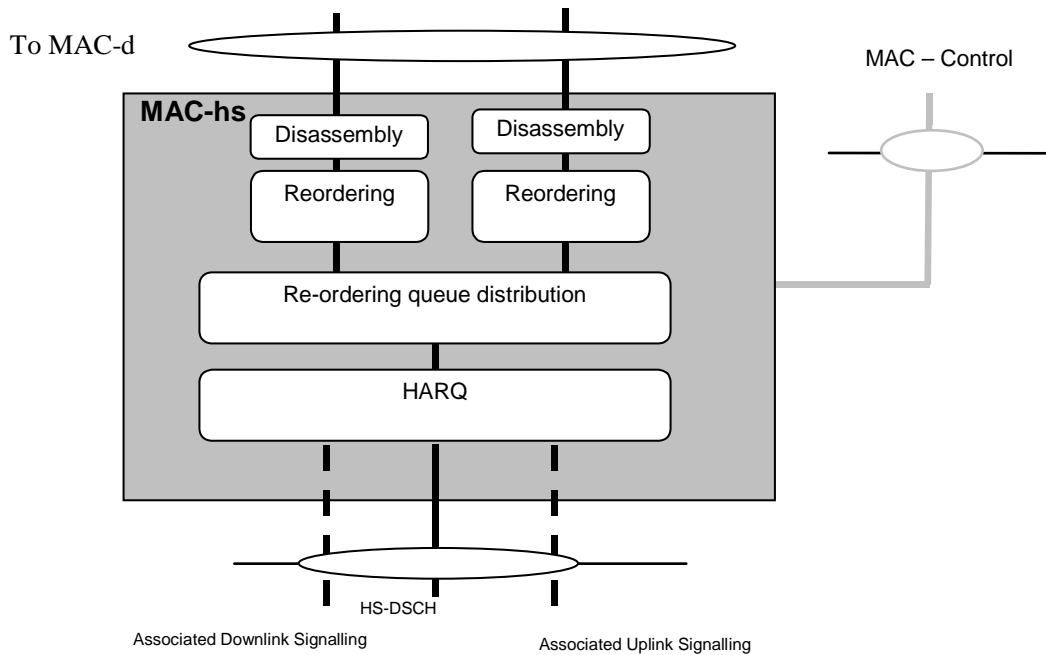 To MAC-d
MAC – Control
MAC-hs
Disassembly
Disassembly
Reordering
Reordering
Re-ordering queue distribution
HARQ
HS-DSCH
Associated Downlink Signalling
Associated Uplink Signalling